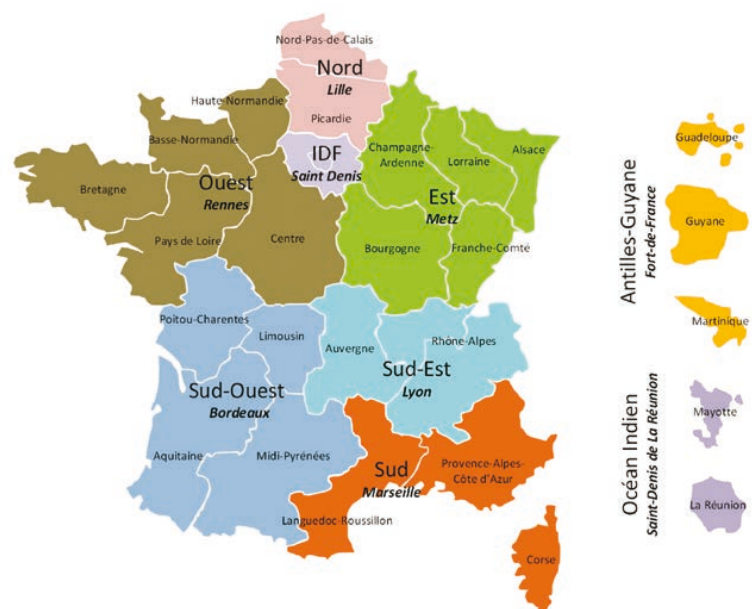 Nord-Pas-de-Calais
Nord
Lille
Picardie
Haute-Normandie
Basse-Normandie
Bretagne
Ouest
Rennes
Pays de Loire
Centre
IDF
Saint Denis
Champagne-
Ardenne
Lorraine
Alsace
Est
Metz
Bourgogne
Franche-Comté
Poitou-Charentes
Limousin
Sud-Ouest
Bordeaux
Aquitaine
Midi-Pyrénées
Auvergne
Rhône-Alpes
Sud-Est
Lyon
Sud
Marseille
Languedoc-Roussillon
Provence-Alpes-
Côte d'Azur
Corse
Antilles-Guyane
Fort-de-France
Guadeloupe
Guyane
Martinique
Océan Indien
Saint-Denis de La Réunion
Mayotte
La Réunion